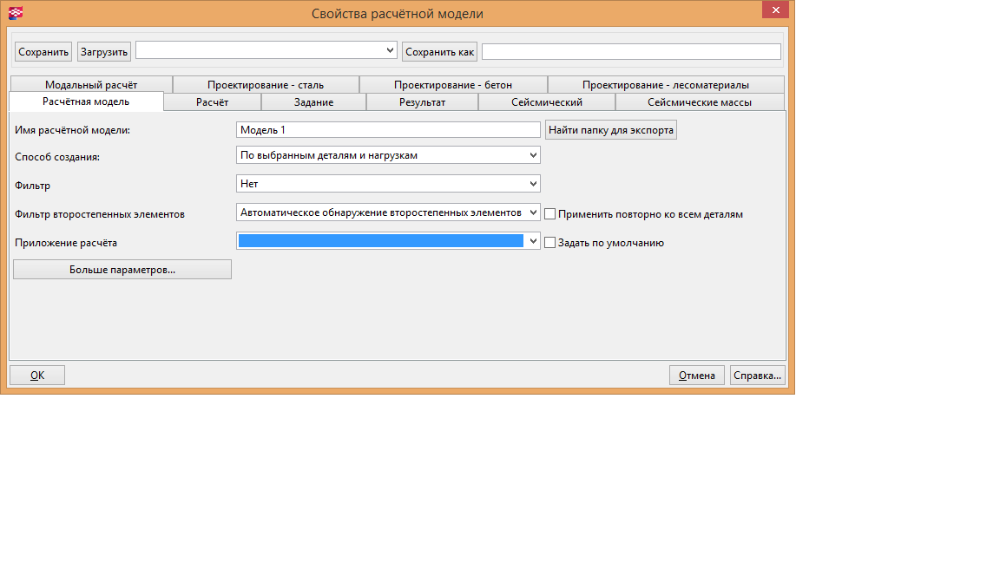 Свойства расчётной модели
Сохранить Загрузить Сохранить как
Модальный расчёт Проектирование - сталь Проектирование - бетон Проектирование - лесоматериалы
Расчётная модель Расчёт Задание Результат Сейсмический Сейсмические массы
Имя расчётной модели: Модель 1 Найти папку для экспорта
Способ создания: По выбранным деталям и нагрузкам
Фильтр Нет
Фильтр второстепенных элементов Автоматическое обнаружение второстепенных элементов Применить повторно ко всем деталям
Приложение расчёта Задать по умолчанию
Больше параметров...
ОК Отмена Справка...